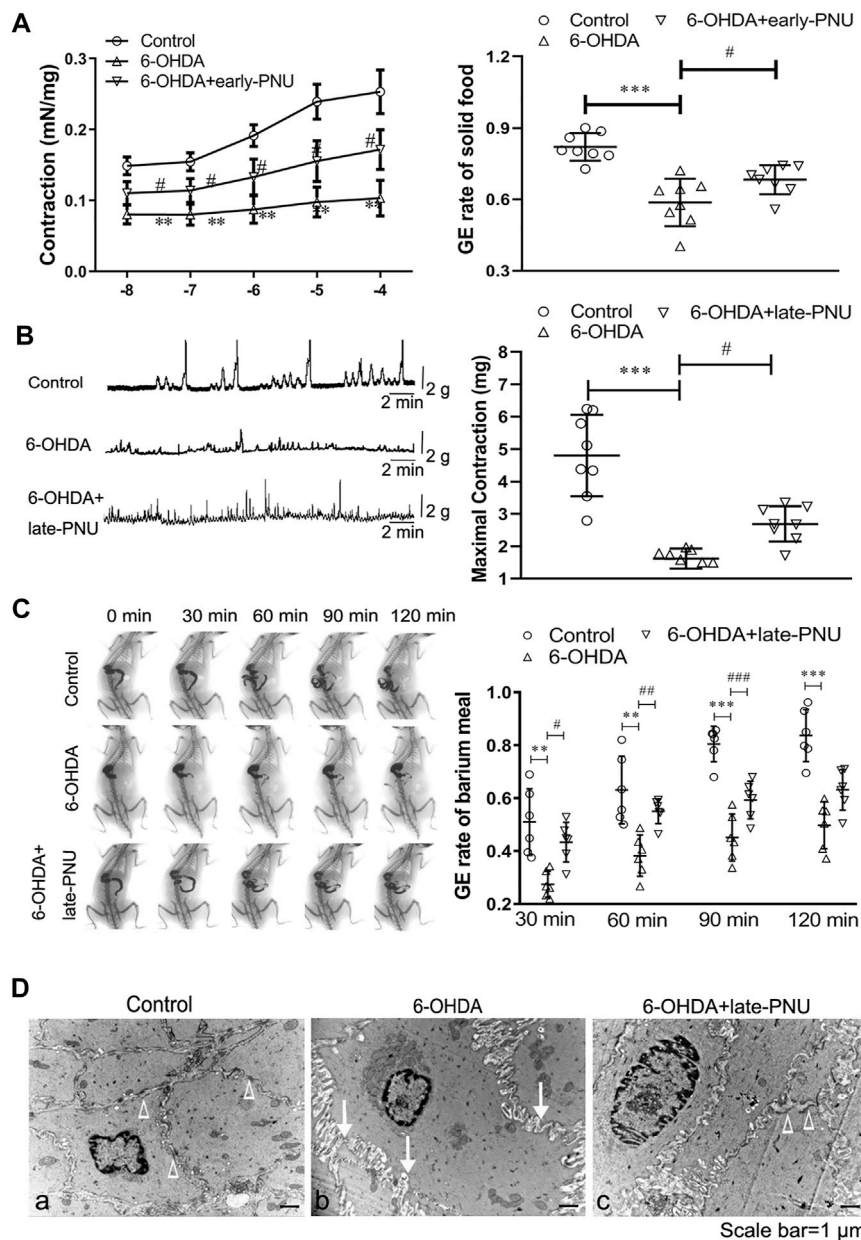 A
Control
6-OHDA
6-OHDA+early-PNU
Contraction (mN/mg)
0.3
0.2
0.1
0.0
# # # # #
** ** ** ** **
-8 -7 -6 -5 -4
Control 6-OHDA+early-PNU
6-OHDA
GE rate of solid food
1.2
0.9
0.6
0.3
***
#
B
Control
2 g
2 min
6-OHDA
2 g
2 min
6-OHDA+
late-PNU
2 g
2 min
Control 6-OHDA+late-PNU
6-OHDA
Maximal Contraction (mg)
8
7
6
5
4
3
2
1
***
#
C
0 min 30 min 60 min 90 min 120 min
Control
6-OHDA
6-OHDA+
late-PNU
Control 6-OHDA+late-PNU
6-OHDA
GE rate of barium meal
1.0
0.8
0.6
0.4
0.2
** #
** ##
*** ###
***
30 min 60 min 90 min 120 min
D
Control 6-OHDA 6-OHDA+late-PNU
a b c
Scale bar=1 µm